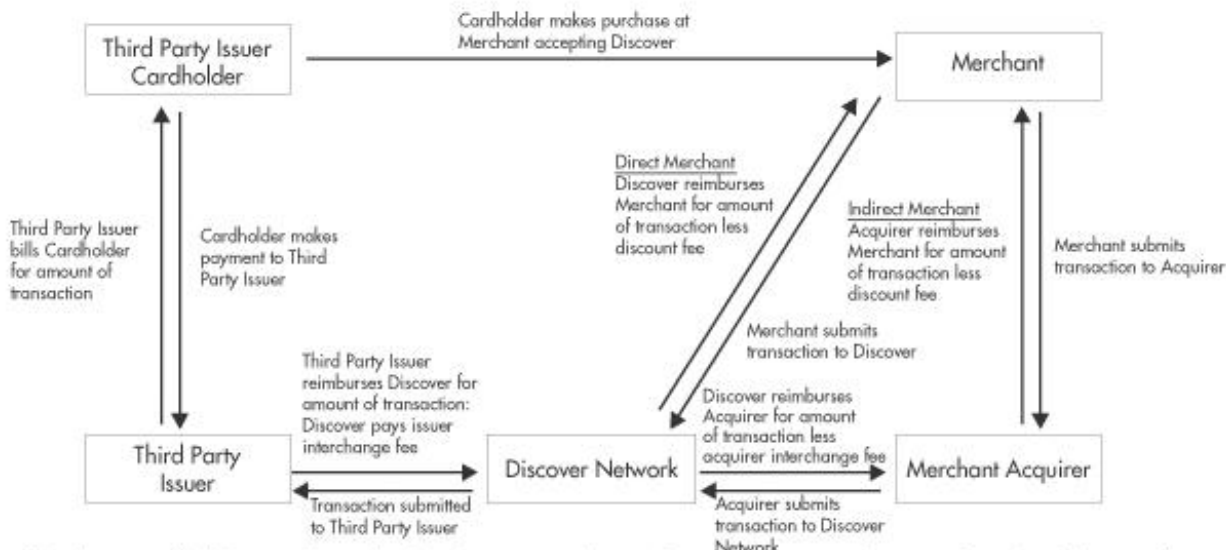 Cardholder makes purchase at
Merchant accepting Discover
Third Party Issuer
Cardholder
Merchant
Direct Merchant
Discover reimburses
Merchant for amount
of transaction less
discount fee
Indirect Merchant
Acquirer reimburses
Merchant for amount
of transaction less
discount fee
Third Party Issuer
bills Cardholder
for amount of
transaction
Cardholder makes
payment to Third
Party Issuer
Merchant submits
transaction to Acquirer
Merchant submits
transaction to Discover
Third Party Issuer
reimburses Discover for
amount of transaction:
Discover pays issuer
interchange fee
Discover reimburses
Acquirer for amount
of transaction less
acquirer interchange fee
Third Party
Issuer
Discover Network
Merchant Acquirer
Transaction submitted
to Third Party Issuer
Acquirer submits
transaction to Discover
Network